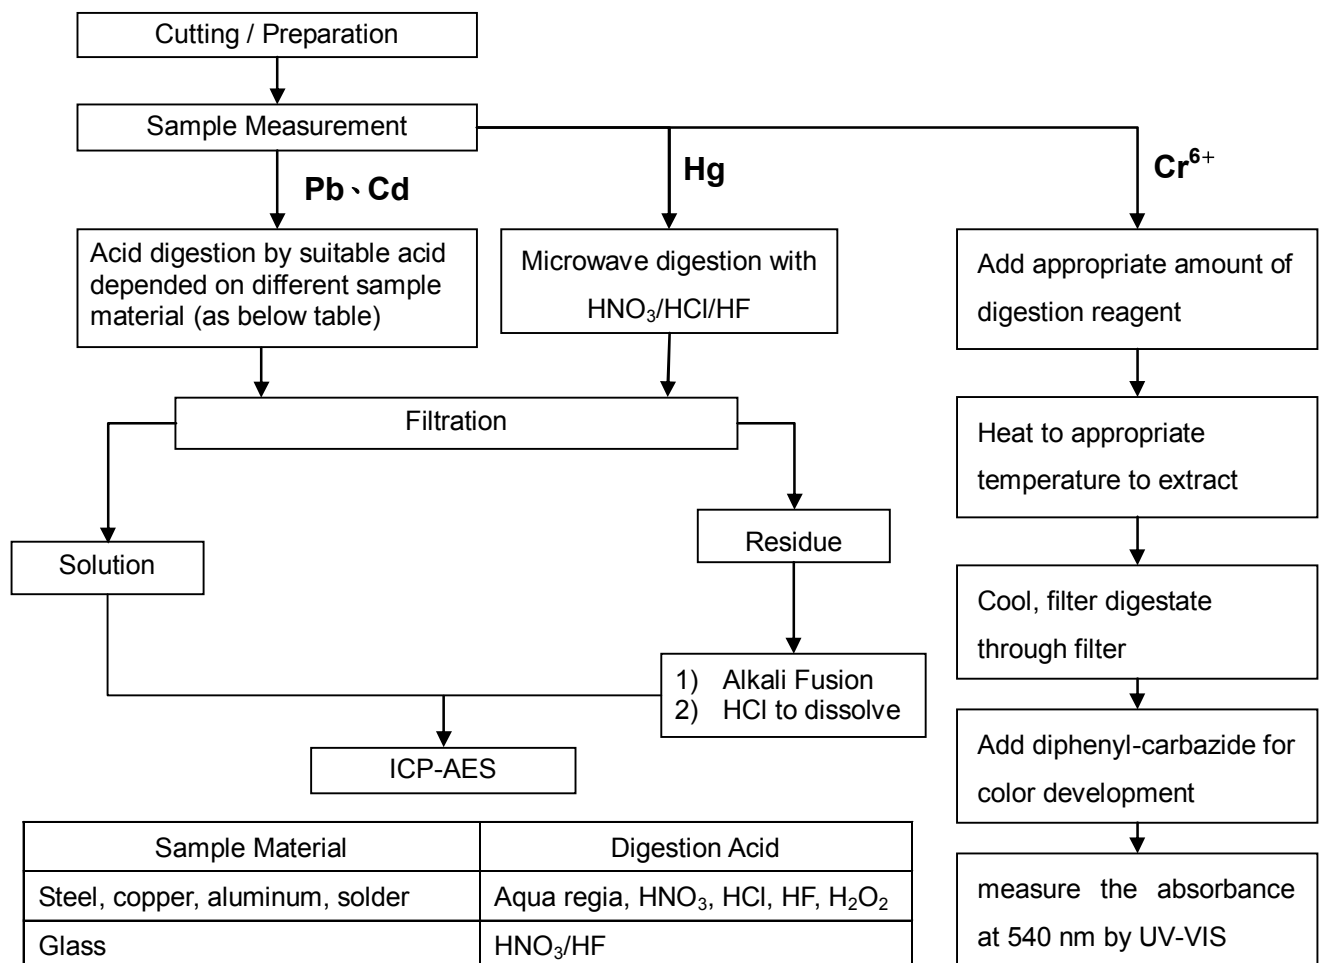 Cutting / Preparation
Sample Measurement
Pb、Cd
Hg
Cr⁶⁺
Acid digestion by suitable acid
depended on different sample
material (as below table)
Microwave digestion with
HNO₃/HCl/HF
Add appropriate amount of
digestion reagent
Filtration
Heat to appropriate
temperature to extract
Solution
Residue
Cool, filter digestate
through filter
1) Alkali Fusion
2) HCl to dissolve
ICP-AES
Add diphenyl-carbazide for
color development
measure the absorbance
at 540 nm by UV-VIS
Sample Material Digestion Acid
Steel, copper, aluminum, solder Aqua regia, HNO₃, HCl, HF, H₂O₂
Glass HNO₃/HF